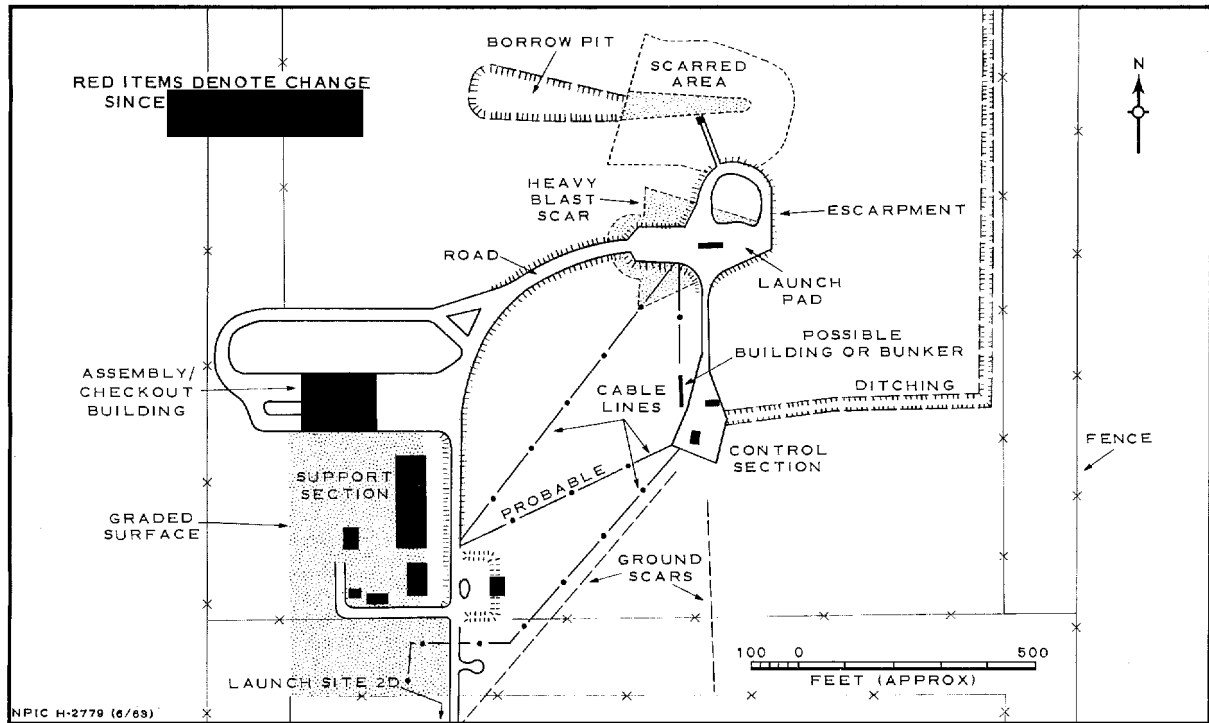 BORROW PIT
SCARRED
AREA
N
RED ITEMS DENOTE CHANGE
SINCE
HEAVY
BLAST
SCAR
ESCARPMENT
ROAD
LAUNCH
PAD
POSSIBLE
BUILDING OR BUNKER
ASSEMBLY/
CHECKOUT
BUILDING
CABLE
LINES
DITCHING
FENCE
CONTROL
SECTION
SUPPORT
SECTION
PROBABLE
GRADED
SURFACE
GROUND
SCARS
100 0 500
FEET (APPROX)
LAUNCH SITE 2D
NPIC H-2779 (6/63)